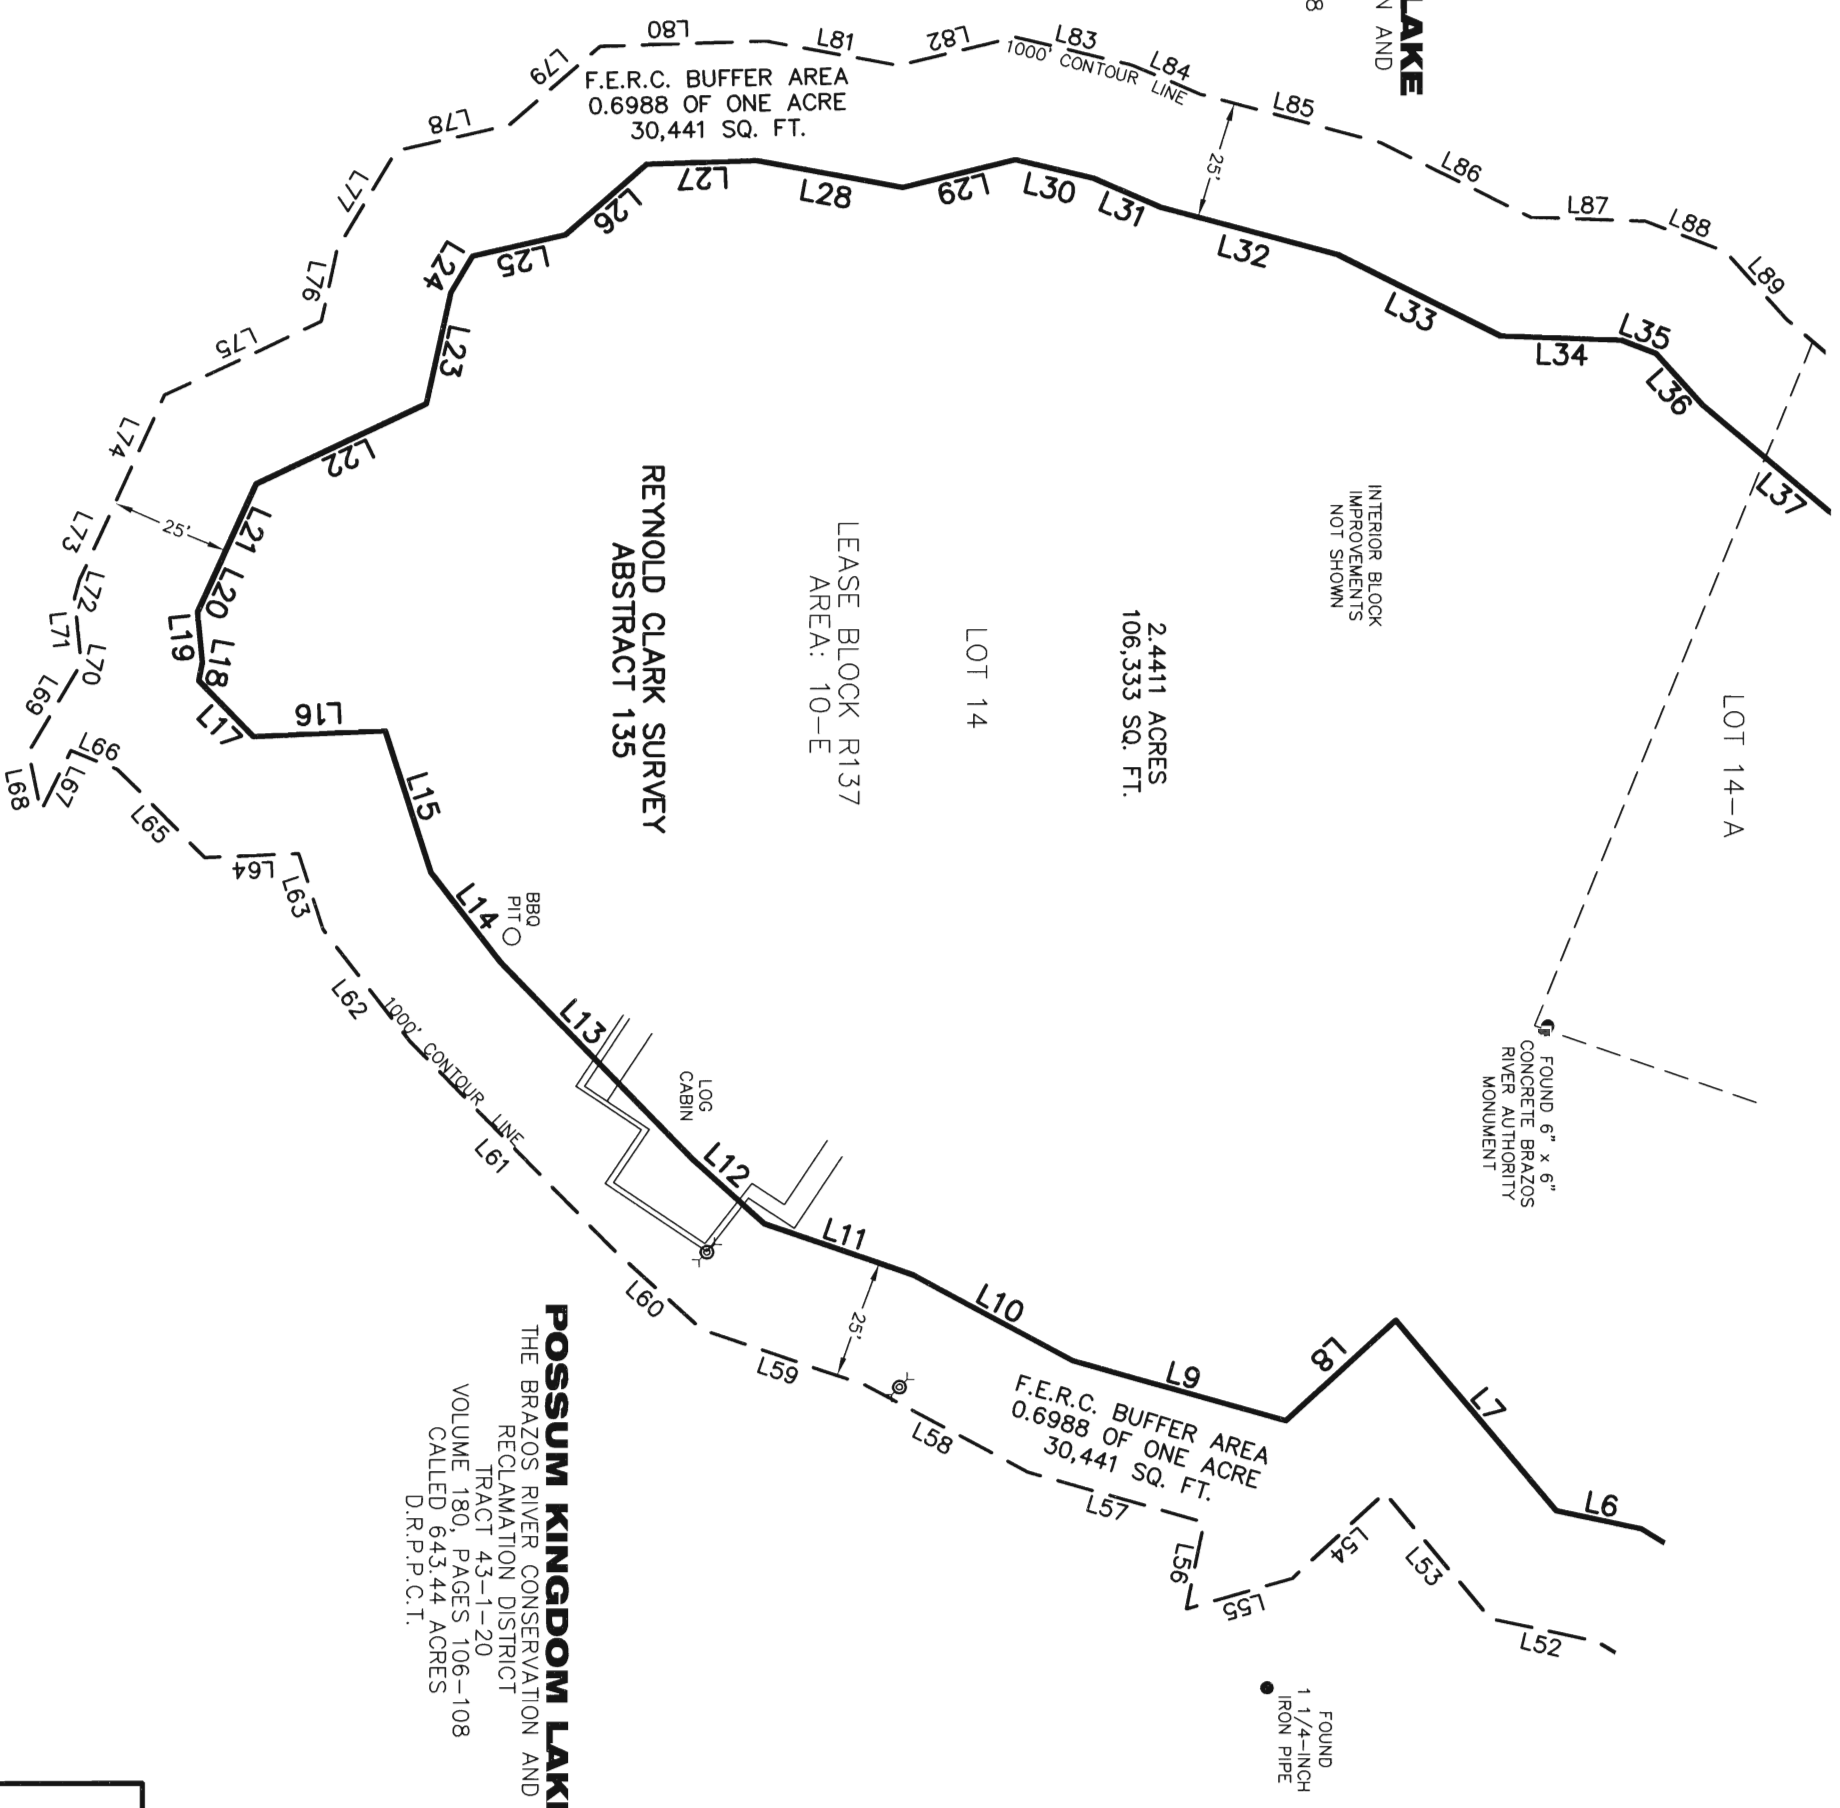 LAKE
N AND
8
L80
L81
L82
L83
L84
1000' CONTOUR LINE
L85
L86
L87
L88
L89
L79
L78
L77
L76
L75
L74
L73
L72
L71
L70
L69
L68
L67
L66
L65
L64
L63
L62
1000' CONTOUR LINE
L61
L60
L59
L58
L57
L56
L55
L54
L53
L52
F.E.R.C. BUFFER AREA
0.6988 OF ONE ACRE
30,441 SQ. FT.
25'
25'
25'
L27
L28
L29
L30
L31
L32
L33
L34
L35
L36
L37
L26
L25
L24
L23
L22
L21
L20
L19
L18
L17
L16
L15
L14
L13
L12
L11
L10
L9
L8
L7
L6
INTERIOR BLOCK
IMPROVEMENTS
NOT SHOWN
LOT 14-A
2.4411 ACRES
106,333 SQ. FT.
LOT 14
LEASE BLOCK R137
AREA: 10-E
REYNOLD CLARK SURVEY
ABSTRACT 135
BBQ
PIT
LOG
CABIN
FOUND 6" x 6"
CONCRETE BRAZOS
RIVER AUTHORITY
MONUMENT
F.E.R.C. BUFFER AREA
0.6988 OF ONE ACRE
30,441 SQ. FT.
FOUND
1 1/4-INCH
IRON PIPE
POSSUM KINGDOM LAKE
THE BRAZOS RIVER CONSERVATION AND
RECLAMATION DISTRICT
TRACT 43-1-20
VOLUME 180, PAGES 106-108
CALLED 643.44 ACRES
D.R.P.P.C.T.